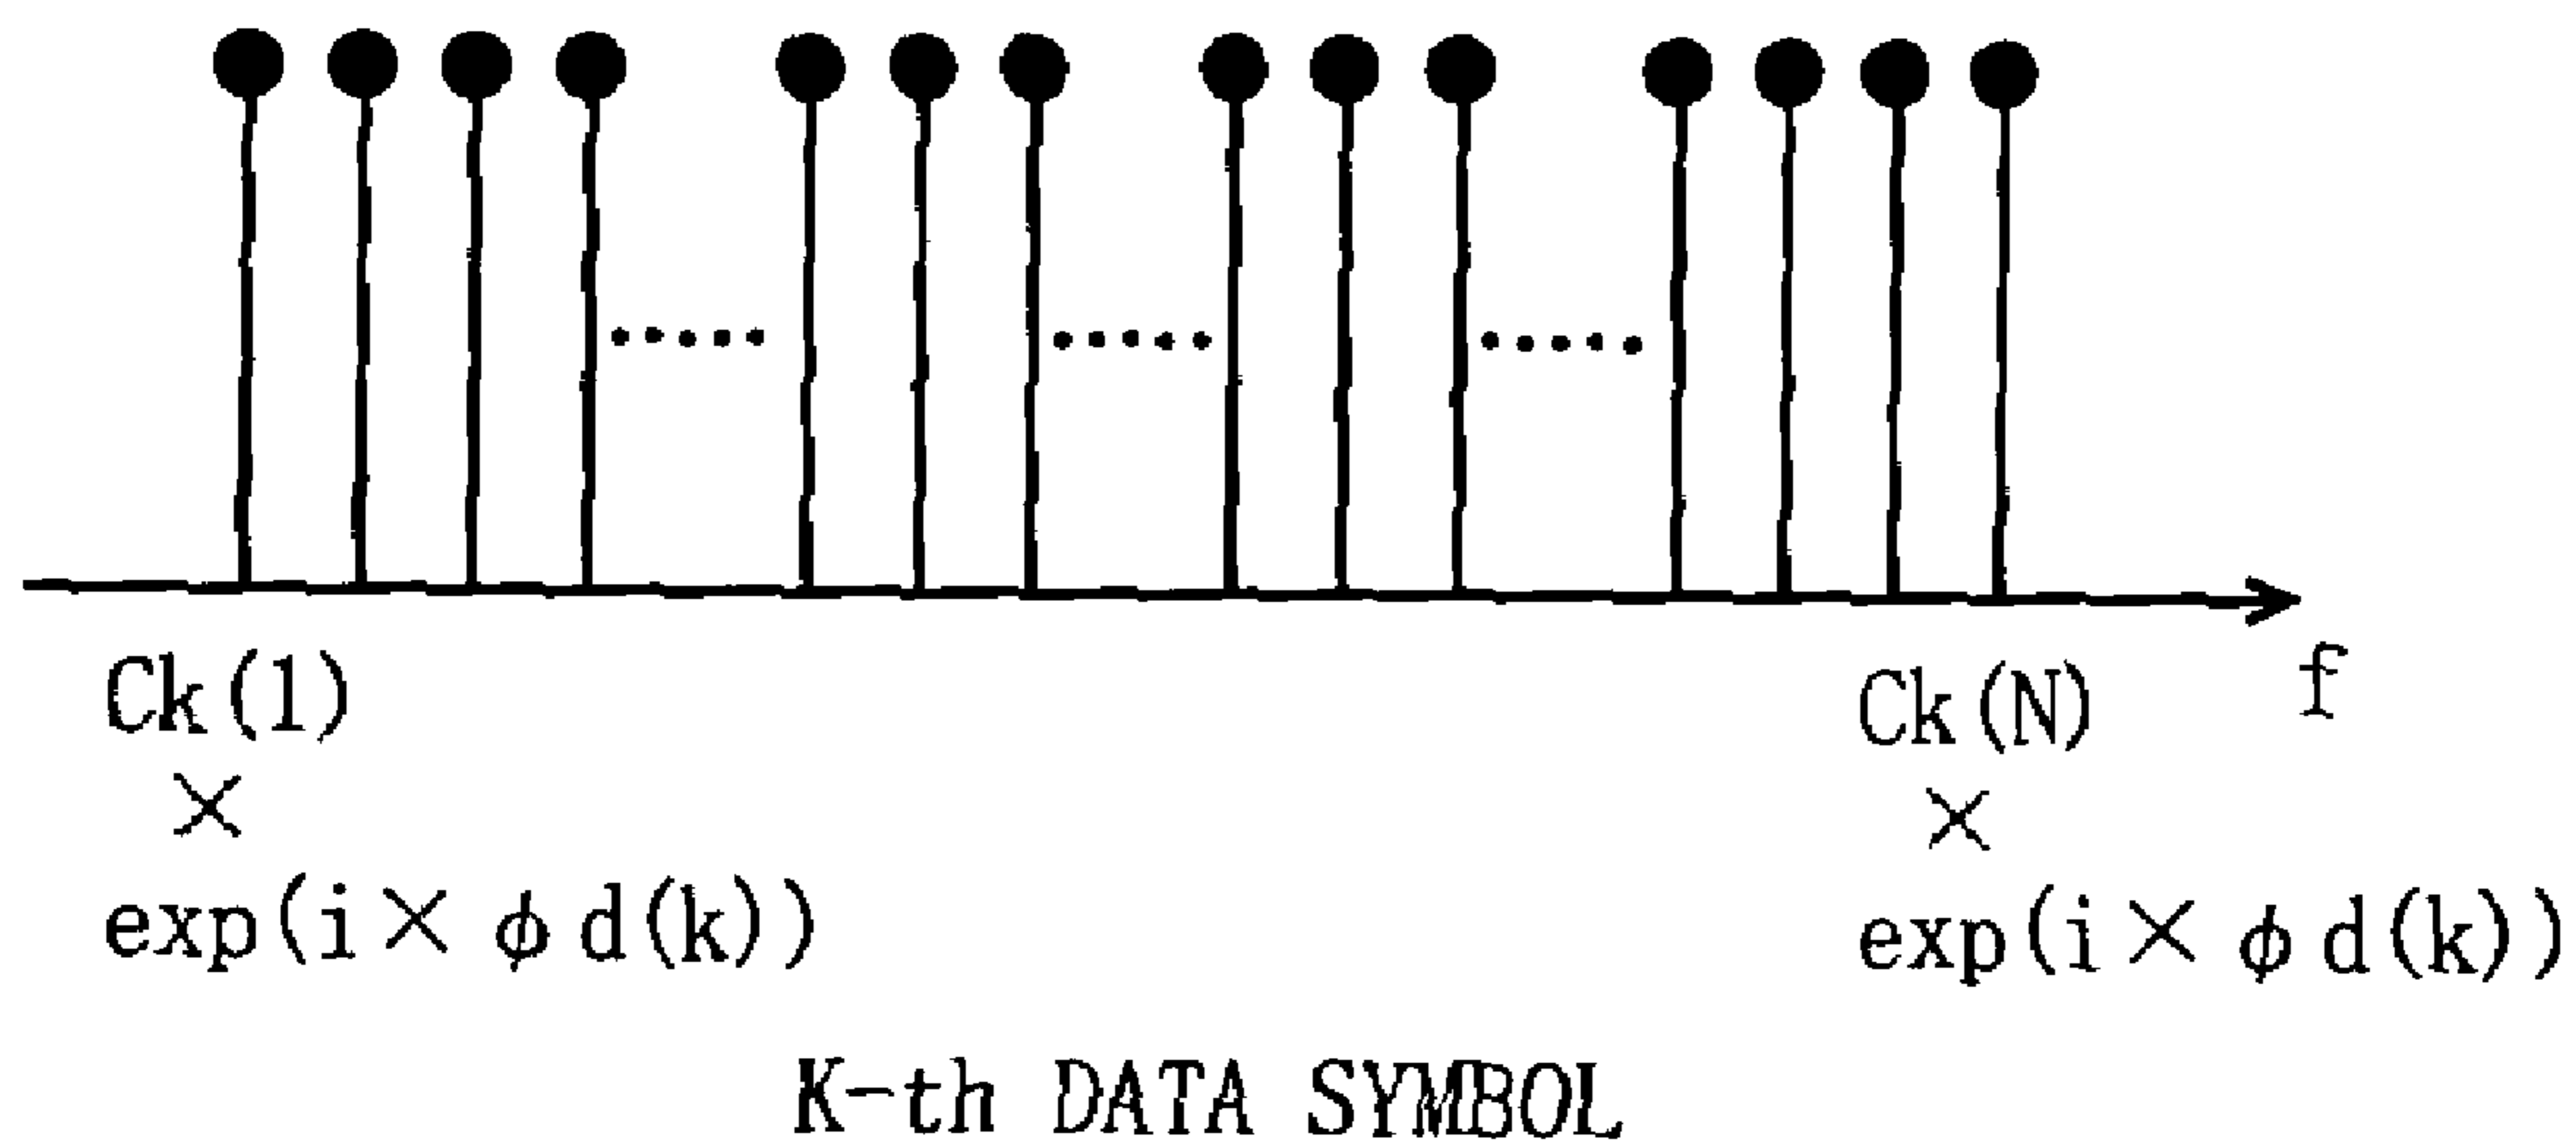 f
Ck(1)
×
exp(i×φd(k))
Ck(N)
×
exp(i×φd(k))
K-th DATA SYMBOL